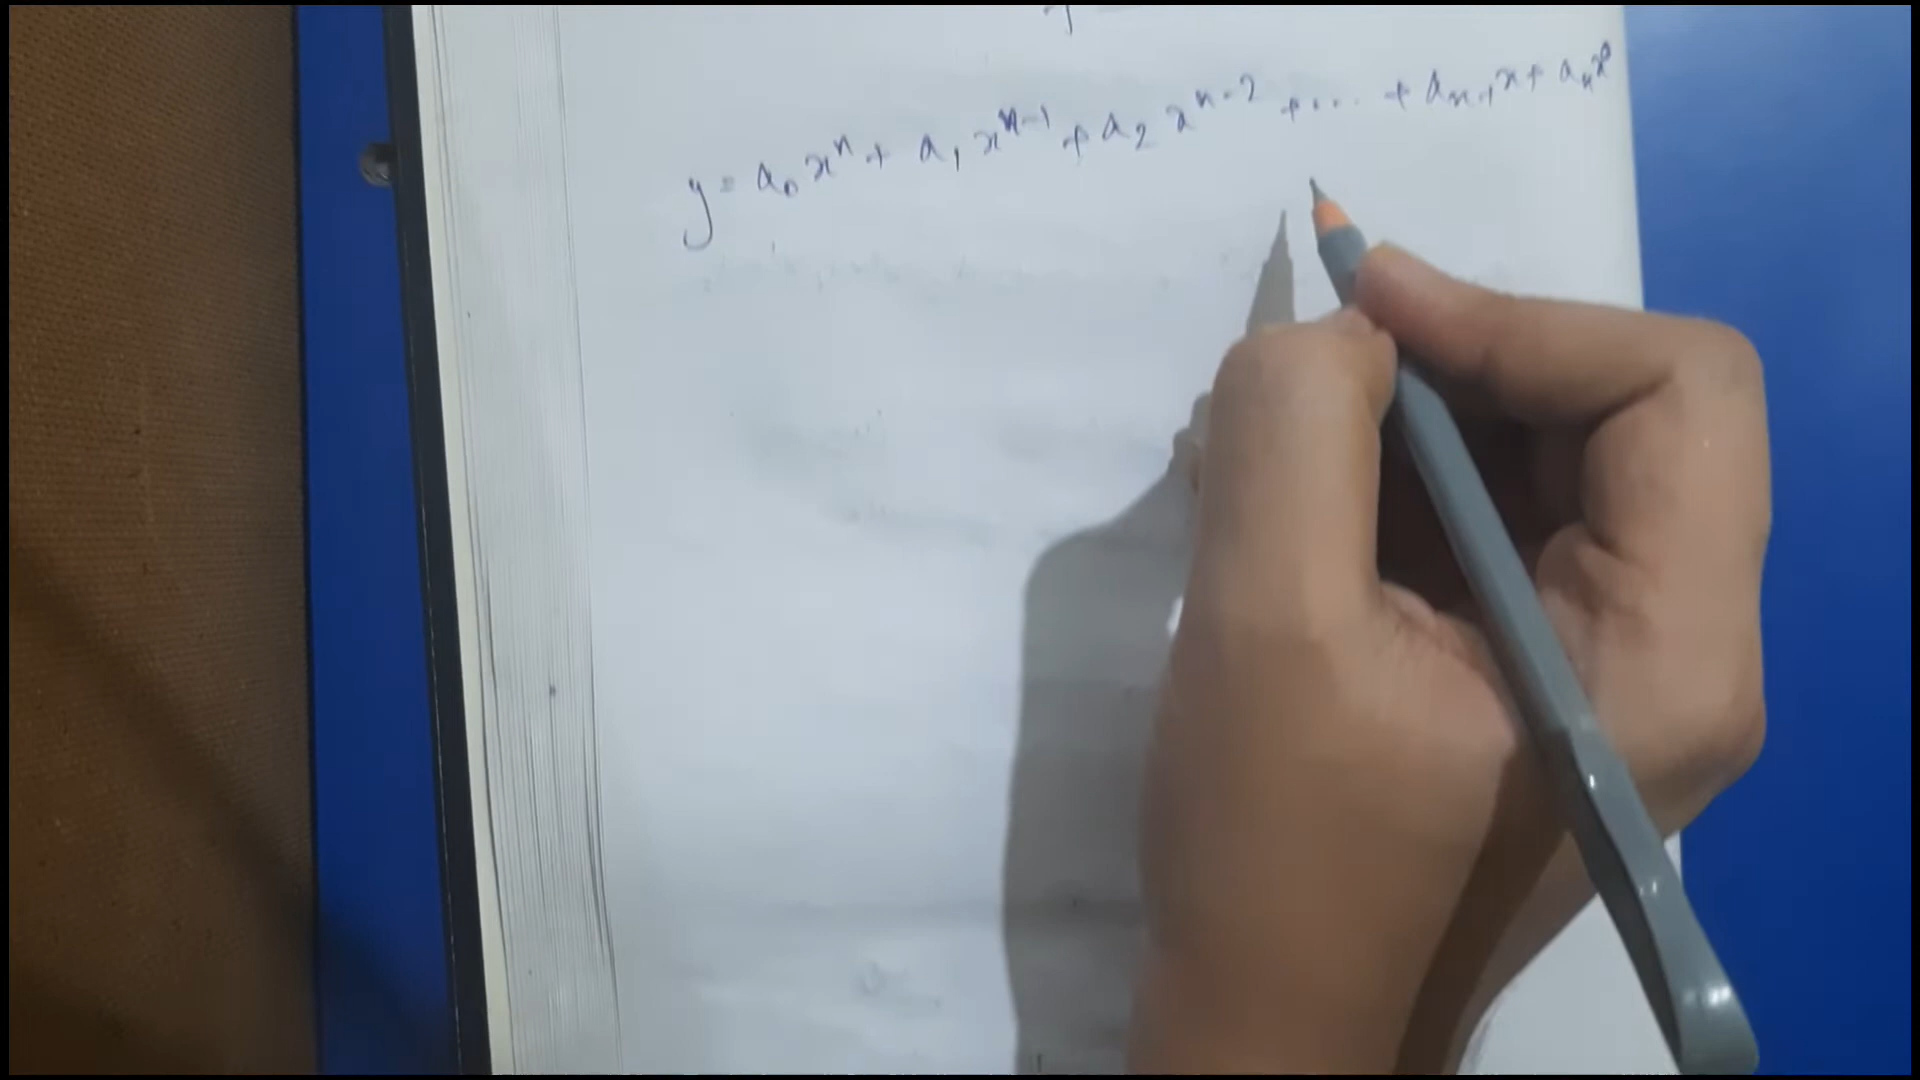 y = a₀xⁿ + a₁xⁿ⁻¹ + a₂xⁿ⁻² + ... + aₙ₋₁x + aₙx⁰